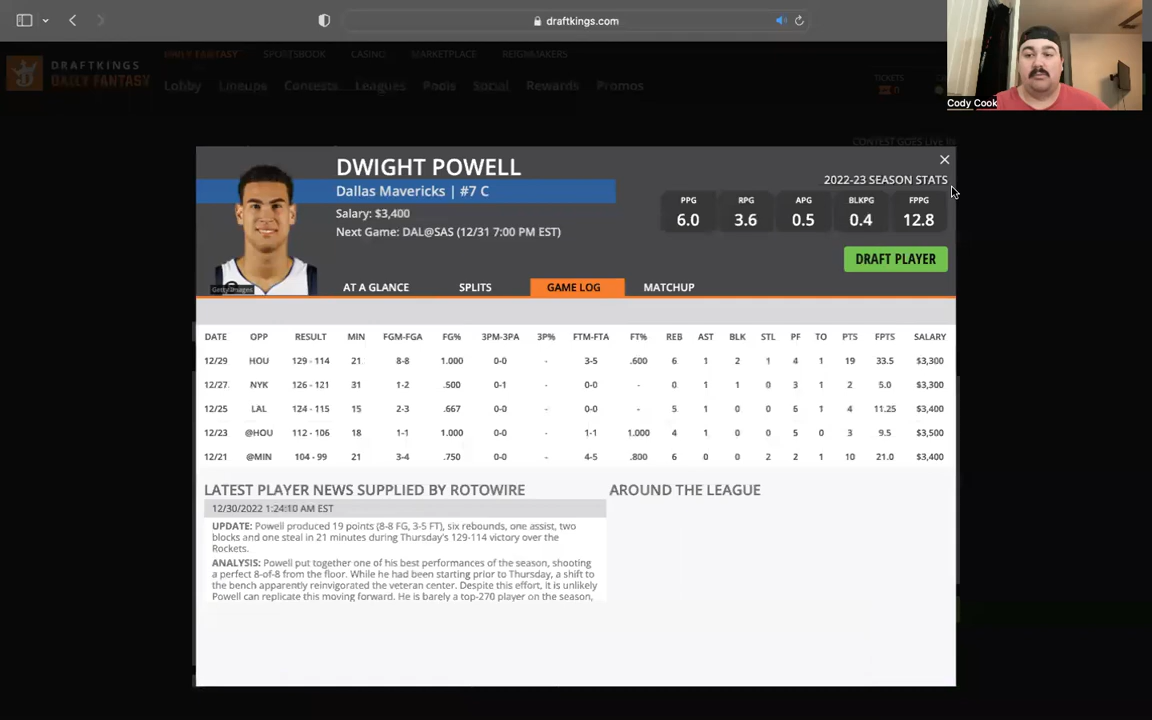 draftkings.com
DAILY FANTASY SPORTSBOOK CASINO MARKETPLACE REIGNMAKERS
DRAFTKINGS
DAILY FANTASY
Lobby Lineups Contests Leagues Pools Social Rewards Promos
TICKETS
0
Cody Cook
CONTEST GOES LIVE IN
DWIGHT POWELL
Dallas Mavericks | #7 C
Salary: $3,400
Next Game: DAL@SAS (12/31 7:00 PM EST)
Getty Images
2022-23 SEASON STATS
PPG RPG APG BLKPG FPPG
6.0 3.6 0.5 0.4 12.8
DRAFT PLAYER
AT A GLANCE SPLITS GAME LOG MATCHUP
DATE OPP RESULT MIN FGM-FGA FG% 3PM-3PA 3P% FTM-FTA FT% REB AST BLK STL PF TO PTS FPTS SALARY
12/29 HOU 129 - 114 21 8-8 1.000 0-0 - 3-5 .600 6 1 2 1 4 1 19 33.5 $3,300
12/27 NYK 126 - 121 31 1-2 .500 0-1 - 0-0 - 0 1 1 0 3 1 2 5.0 $3,300
12/25 LAL 124 - 115 15 2-3 .667 0-0 - 0-0 - 5 1 0 0 6 1 4 11.25 $3,400
12/23 @HOU 112 - 106 18 1-1 1.000 0-0 - 1-1 1.000 4 1 0 0 5 0 3 9.5 $3,500
12/21 @MIN 104 - 99 21 3-4 .750 0-0 - 4-5 .800 6 0 0 2 2 1 10 21.0 $3,400
LATEST PLAYER NEWS SUPPLIED BY ROTOWIRE
12/30/2022 1:24:10 AM EST
UPDATE: Powell produced 19 points (8-8 FG, 3-5 FT), six rebounds, one assist, two
blocks and one steal in 21 minutes during Thursday's 129-114 victory over the
Rockets.
ANALYSIS: Powell put together one of his best performances of the season, shooting
a perfect 8-of-8 from the floor. While he had been starting prior to Thursday, a shift to
the bench apparently reinvigorated the veteran center. Despite this effort, it is unlikely
Powell can replicate this moving forward. He is barely a top-270 player on the season,
AROUND THE LEAGUE